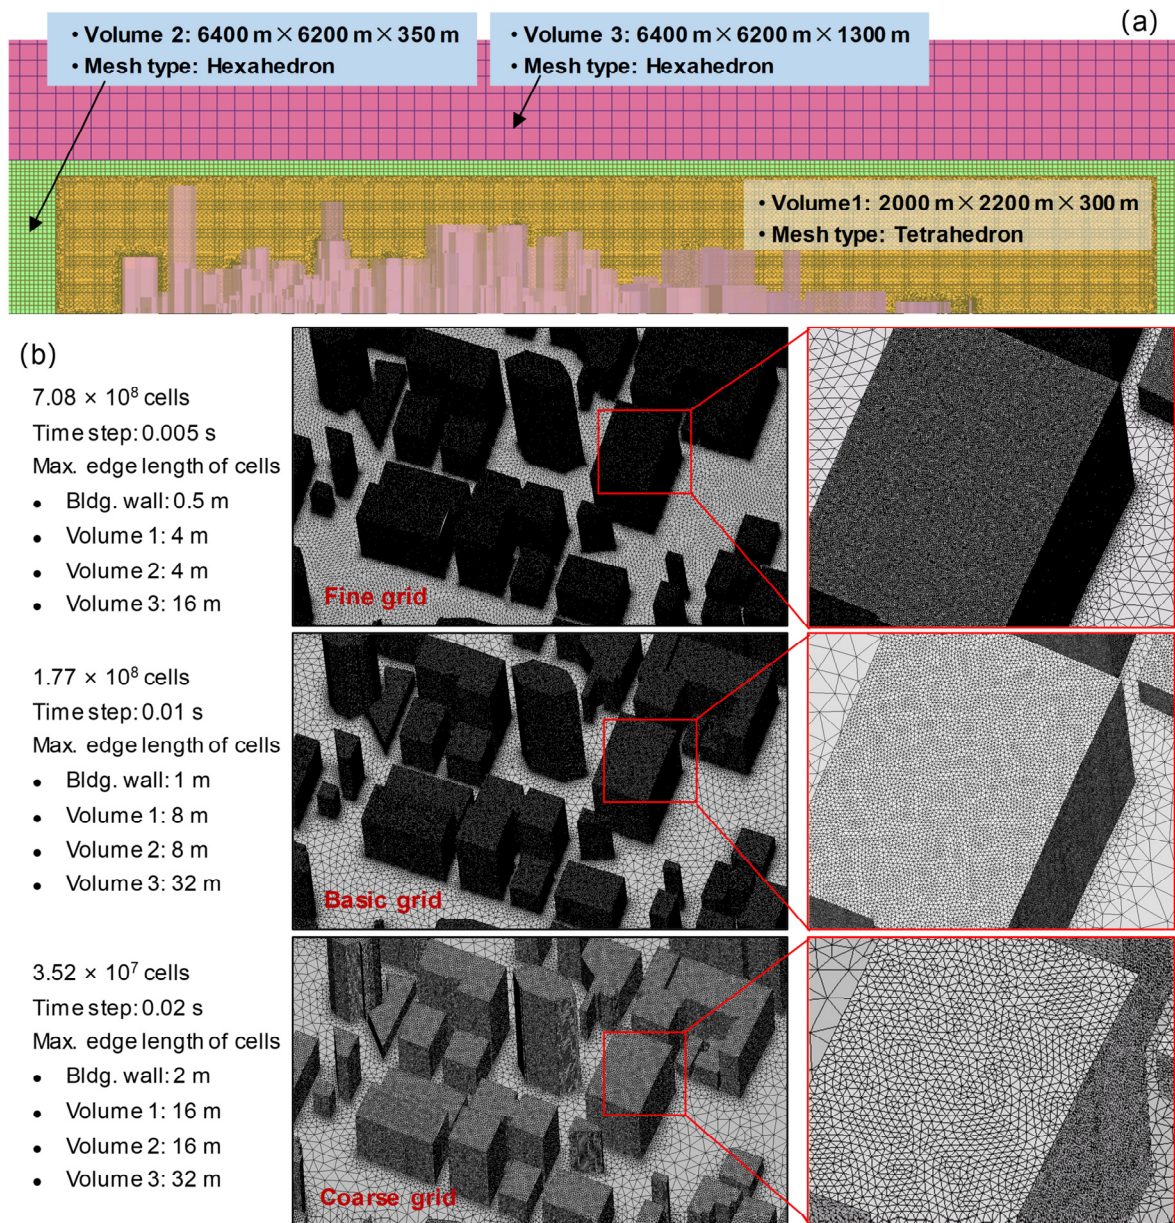 (a)
• Volume 2: 6400 m × 6200 m × 350 m
• Mesh type: Hexahedron
• Volume 3: 6400 m × 6200 m × 1300 m
• Mesh type: Hexahedron
• Volume1: 2000 m × 2200 m × 300 m
• Mesh type: Tetrahedron
(b)
7.08 × 10⁸ cells
Time step: 0.005 s
Max. edge length of cells
• Bldg. wall: 0.5 m
• Volume 1: 4 m
• Volume 2: 4 m
• Volume 3: 16 m
Fine grid
1.77 × 10⁸ cells
Time step: 0.01 s
Max. edge length of cells
• Bldg. wall: 1 m
• Volume 1: 8 m
• Volume 2: 8 m
• Volume 3: 32 m
Basic grid
3.52 × 10⁷ cells
Time step: 0.02 s
Max. edge length of cells
• Bldg. wall: 2 m
• Volume 1: 16 m
• Volume 2: 16 m
• Volume 3: 32 m
Coarse grid